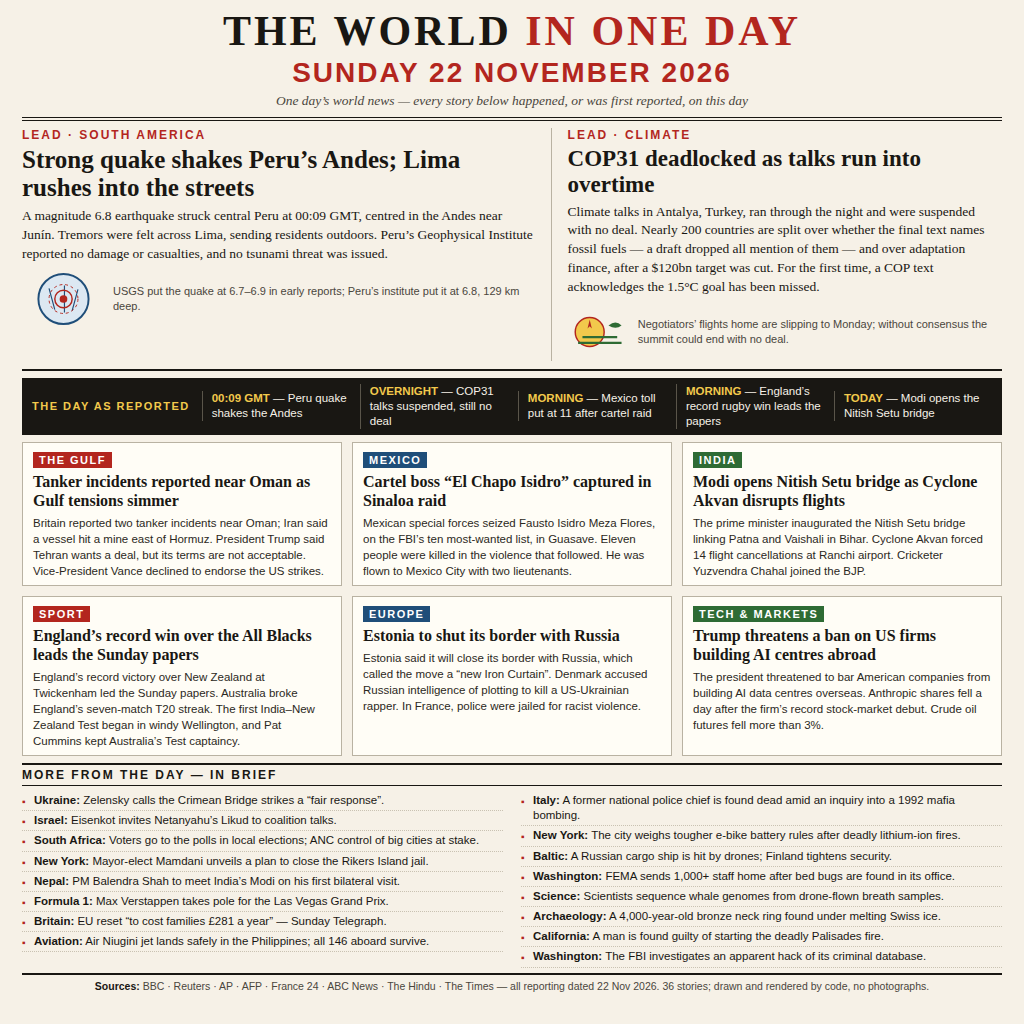 THE WORLD IN ONE DAY
SUNDAY 22 NOVEMBER 2026
One day’s world news — every story below happened, or was first reported, on this day
LEAD · SOUTH AMERICA
Strong quake shakes Peru’s Andes; Lima
rushes into the streets
A magnitude 6.8 earthquake struck central Peru at 00:09 GMT, centred in the Andes near
Junín. Tremors were felt across Lima, sending residents outdoors. Peru’s Geophysical Institute
reported no damage or casualties, and no tsunami threat was issued.
USGS put the quake at 6.7–6.9 in early reports; Peru’s institute put it at 6.8, 129 km
deep.
LEAD · CLIMATE
COP31 deadlocked as talks run into
overtime
Climate talks in Antalya, Turkey, ran through the night and were suspended
with no deal. Nearly 200 countries are split over whether the final text names
fossil fuels — a draft dropped all mention of them — and over adaptation
finance, after a $120bn target was cut. For the first time, a COP text
acknowledges the 1.5°C goal has been missed.
Negotiators’ flights home are slipping to Monday; without consensus the
summit could end with no deal.
THE DAY AS REPORTED
00:09 GMT — Peru quake
shakes the Andes
OVERNIGHT — COP31
talks suspended, still no
deal
MORNING — Mexico toll
put at 11 after cartel raid
MORNING — England’s
record rugby win leads the
papers
TODAY — Modi opens the
Nitish Setu bridge
THE GULF
Tanker incidents reported near Oman as
Gulf tensions simmer
Britain reported two tanker incidents near Oman; Iran said
a vessel hit a mine east of Hormuz. President Trump said
Tehran wants a deal, but its terms are not acceptable.
Vice-President Vance declined to endorse the US strikes.
MEXICO
Cartel boss “El Chapo Isidro” captured in
Sinaloa raid
Mexican special forces seized Fausto Isidro Meza Flores,
on the FBI’s ten most-wanted list, in Guasave. Eleven
people were killed in the violence that followed. He was
flown to Mexico City with two lieutenants.
INDIA
Modi opens Nitish Setu bridge as Cyclone
Akvan disrupts flights
The prime minister inaugurated the Nitish Setu bridge
linking Patna and Vaishali in Bihar. Cyclone Akvan forced
14 flight cancellations at Ranchi airport. Cricketer
Yuzvendra Chahal joined the BJP.
SPORT
England’s record win over the All Blacks
leads the Sunday papers
England’s record victory over New Zealand at
Twickenham led the Sunday papers. Australia broke
England’s seven-match T20 streak. The first India–New
Zealand Test began in windy Wellington, and Pat
Cummins kept Australia’s Test captaincy.
EUROPE
Estonia to shut its border with Russia
Estonia said it will close its border with Russia, which
called the move a “new Iron Curtain”. Denmark accused
Russian intelligence of plotting to kill a US-Ukrainian
rapper. In France, police were jailed for racist violence.
TECH & MARKETS
Trump threatens a ban on US firms
building AI centres abroad
The president threatened to bar American companies from
building AI data centres overseas. Anthropic shares fell a
day after the firm’s record stock-market debut. Crude oil
futures fell more than 3%.
MORE FROM THE DAY — IN BRIEF
Ukraine: Zelensky calls the Crimean Bridge strikes a “fair response”.
Israel: Eisenkot invites Netanyahu’s Likud to coalition talks.
South Africa: Voters go to the polls in local elections; ANC control of big cities at stake.
New York: Mayor-elect Mamdani unveils a plan to close the Rikers Island jail.
Nepal: PM Balendra Shah to meet India’s Modi on his first bilateral visit.
Formula 1: Max Verstappen takes pole for the Las Vegas Grand Prix.
Britain: EU reset “to cost families £281 a year” — Sunday Telegraph.
Aviation: Air Niugini jet lands safely in the Philippines; all 146 aboard survive.
Italy: A former national police chief is found dead amid an inquiry into a 1992 mafia
bombing.
New York: The city weighs tougher e-bike battery rules after deadly lithium-ion fires.
Baltic: A Russian cargo ship is hit by drones; Finland tightens security.
Washington: FEMA sends 1,000+ staff home after bed bugs are found in its office.
Science: Scientists sequence whale genomes from drone-flown breath samples.
Archaeology: A 4,000-year-old bronze neck ring found under melting Swiss ice.
California: A man is found guilty of starting the deadly Palisades fire.
Washington: The FBI investigates an apparent hack of its criminal database.
Sources: BBC · Reuters · AP · AFP · France 24 · ABC News · The Hindu · The Times — all reporting dated 22 Nov 2026. 36 stories; drawn and rendered by code, no photographs.